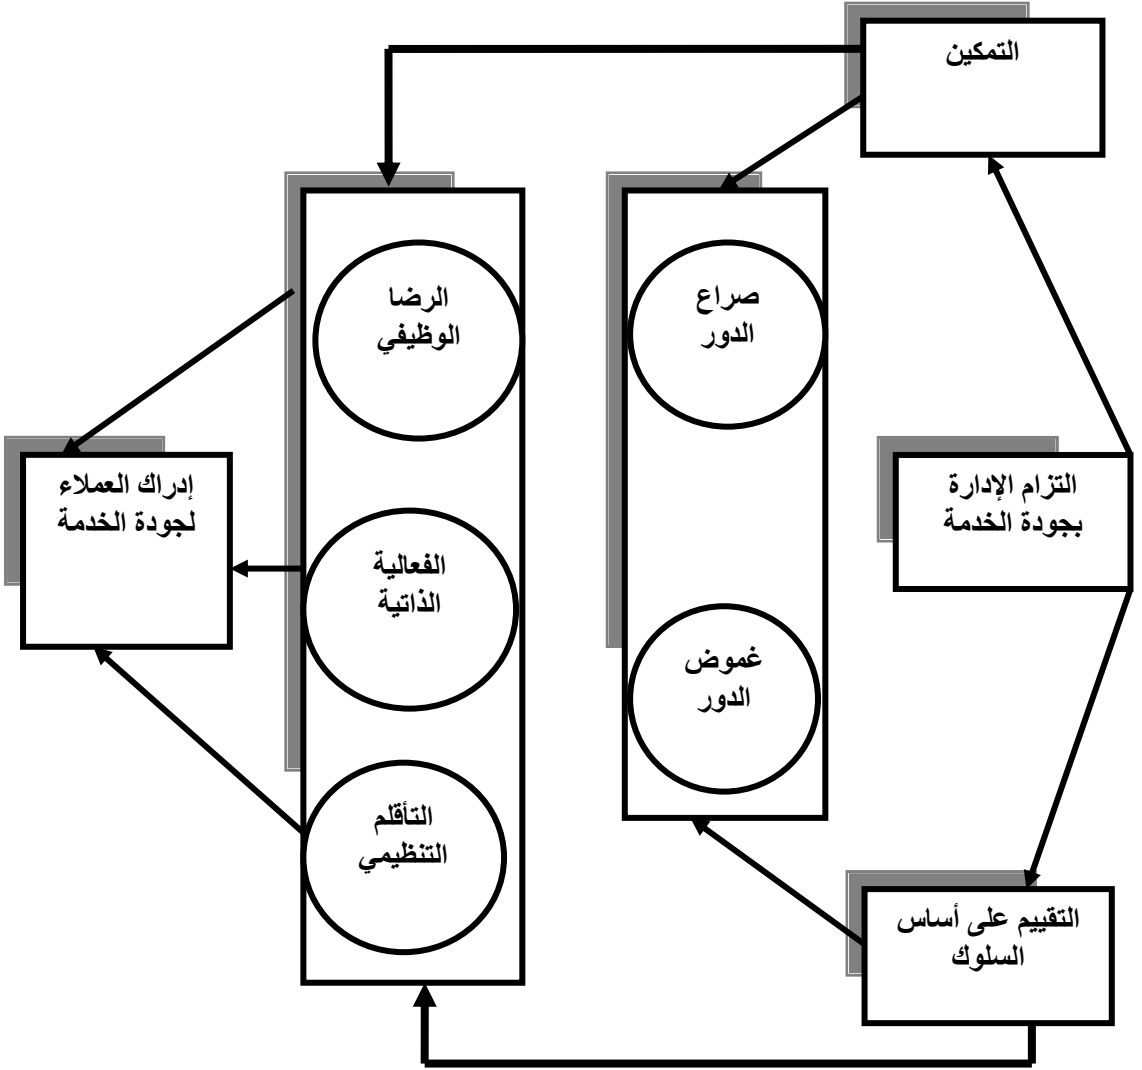 التمكين
صراع
الدور
الرضا
الوظيفي
التزام الإدارة
بجودة الخدمة
إدراك العملاء
لجودة الخدمة
الفعالية
الذاتية
غموض
الدور
التأقلم
التنظيمي
التقييم على أساس
السلوك